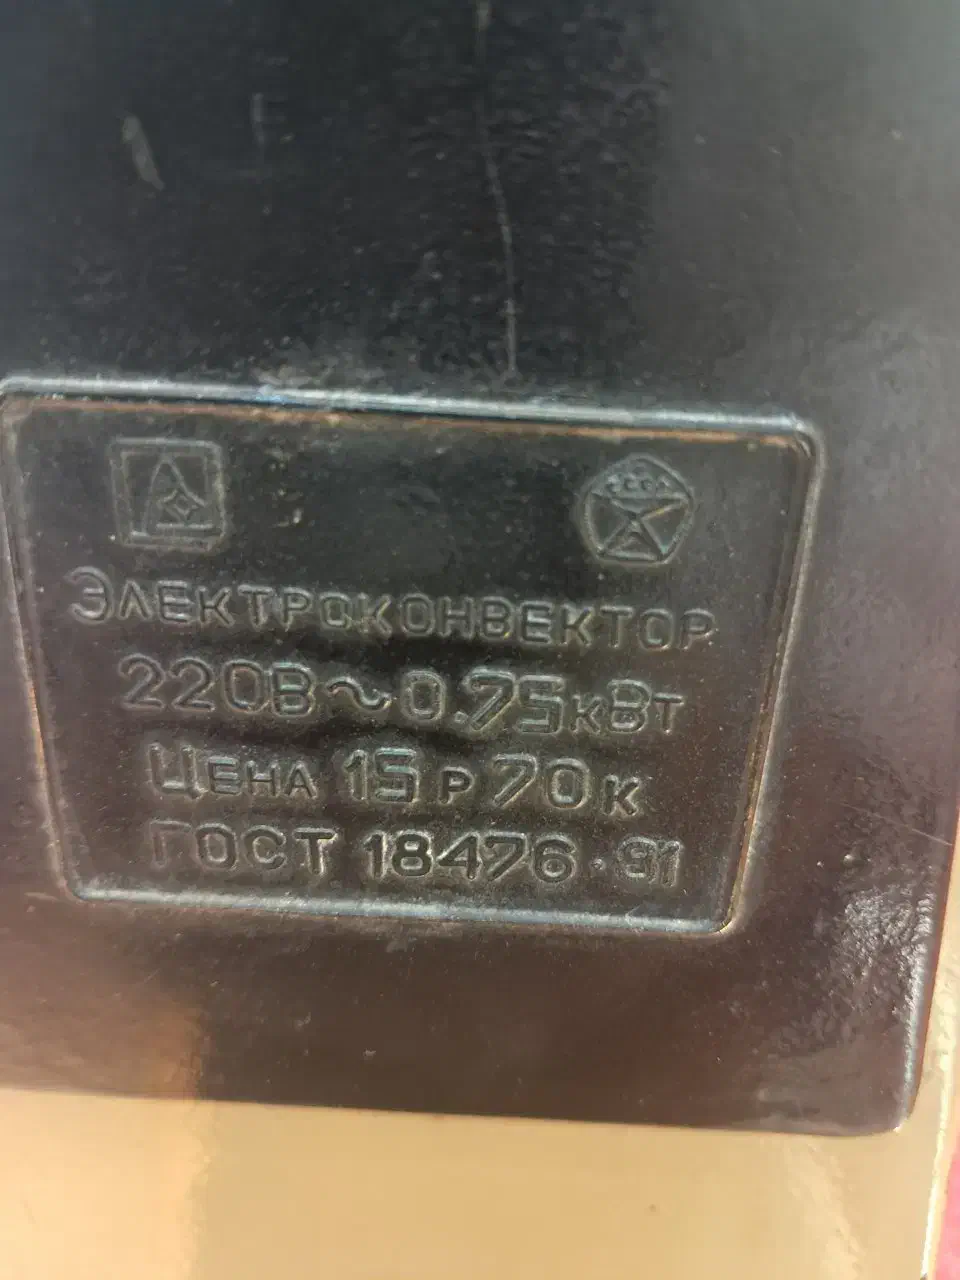 ЭЛЕКТРОКОНВЕКТОР
220В~0.75кВт
ЦЕНА 15 Р 70 К
ГОСТ 18476·81